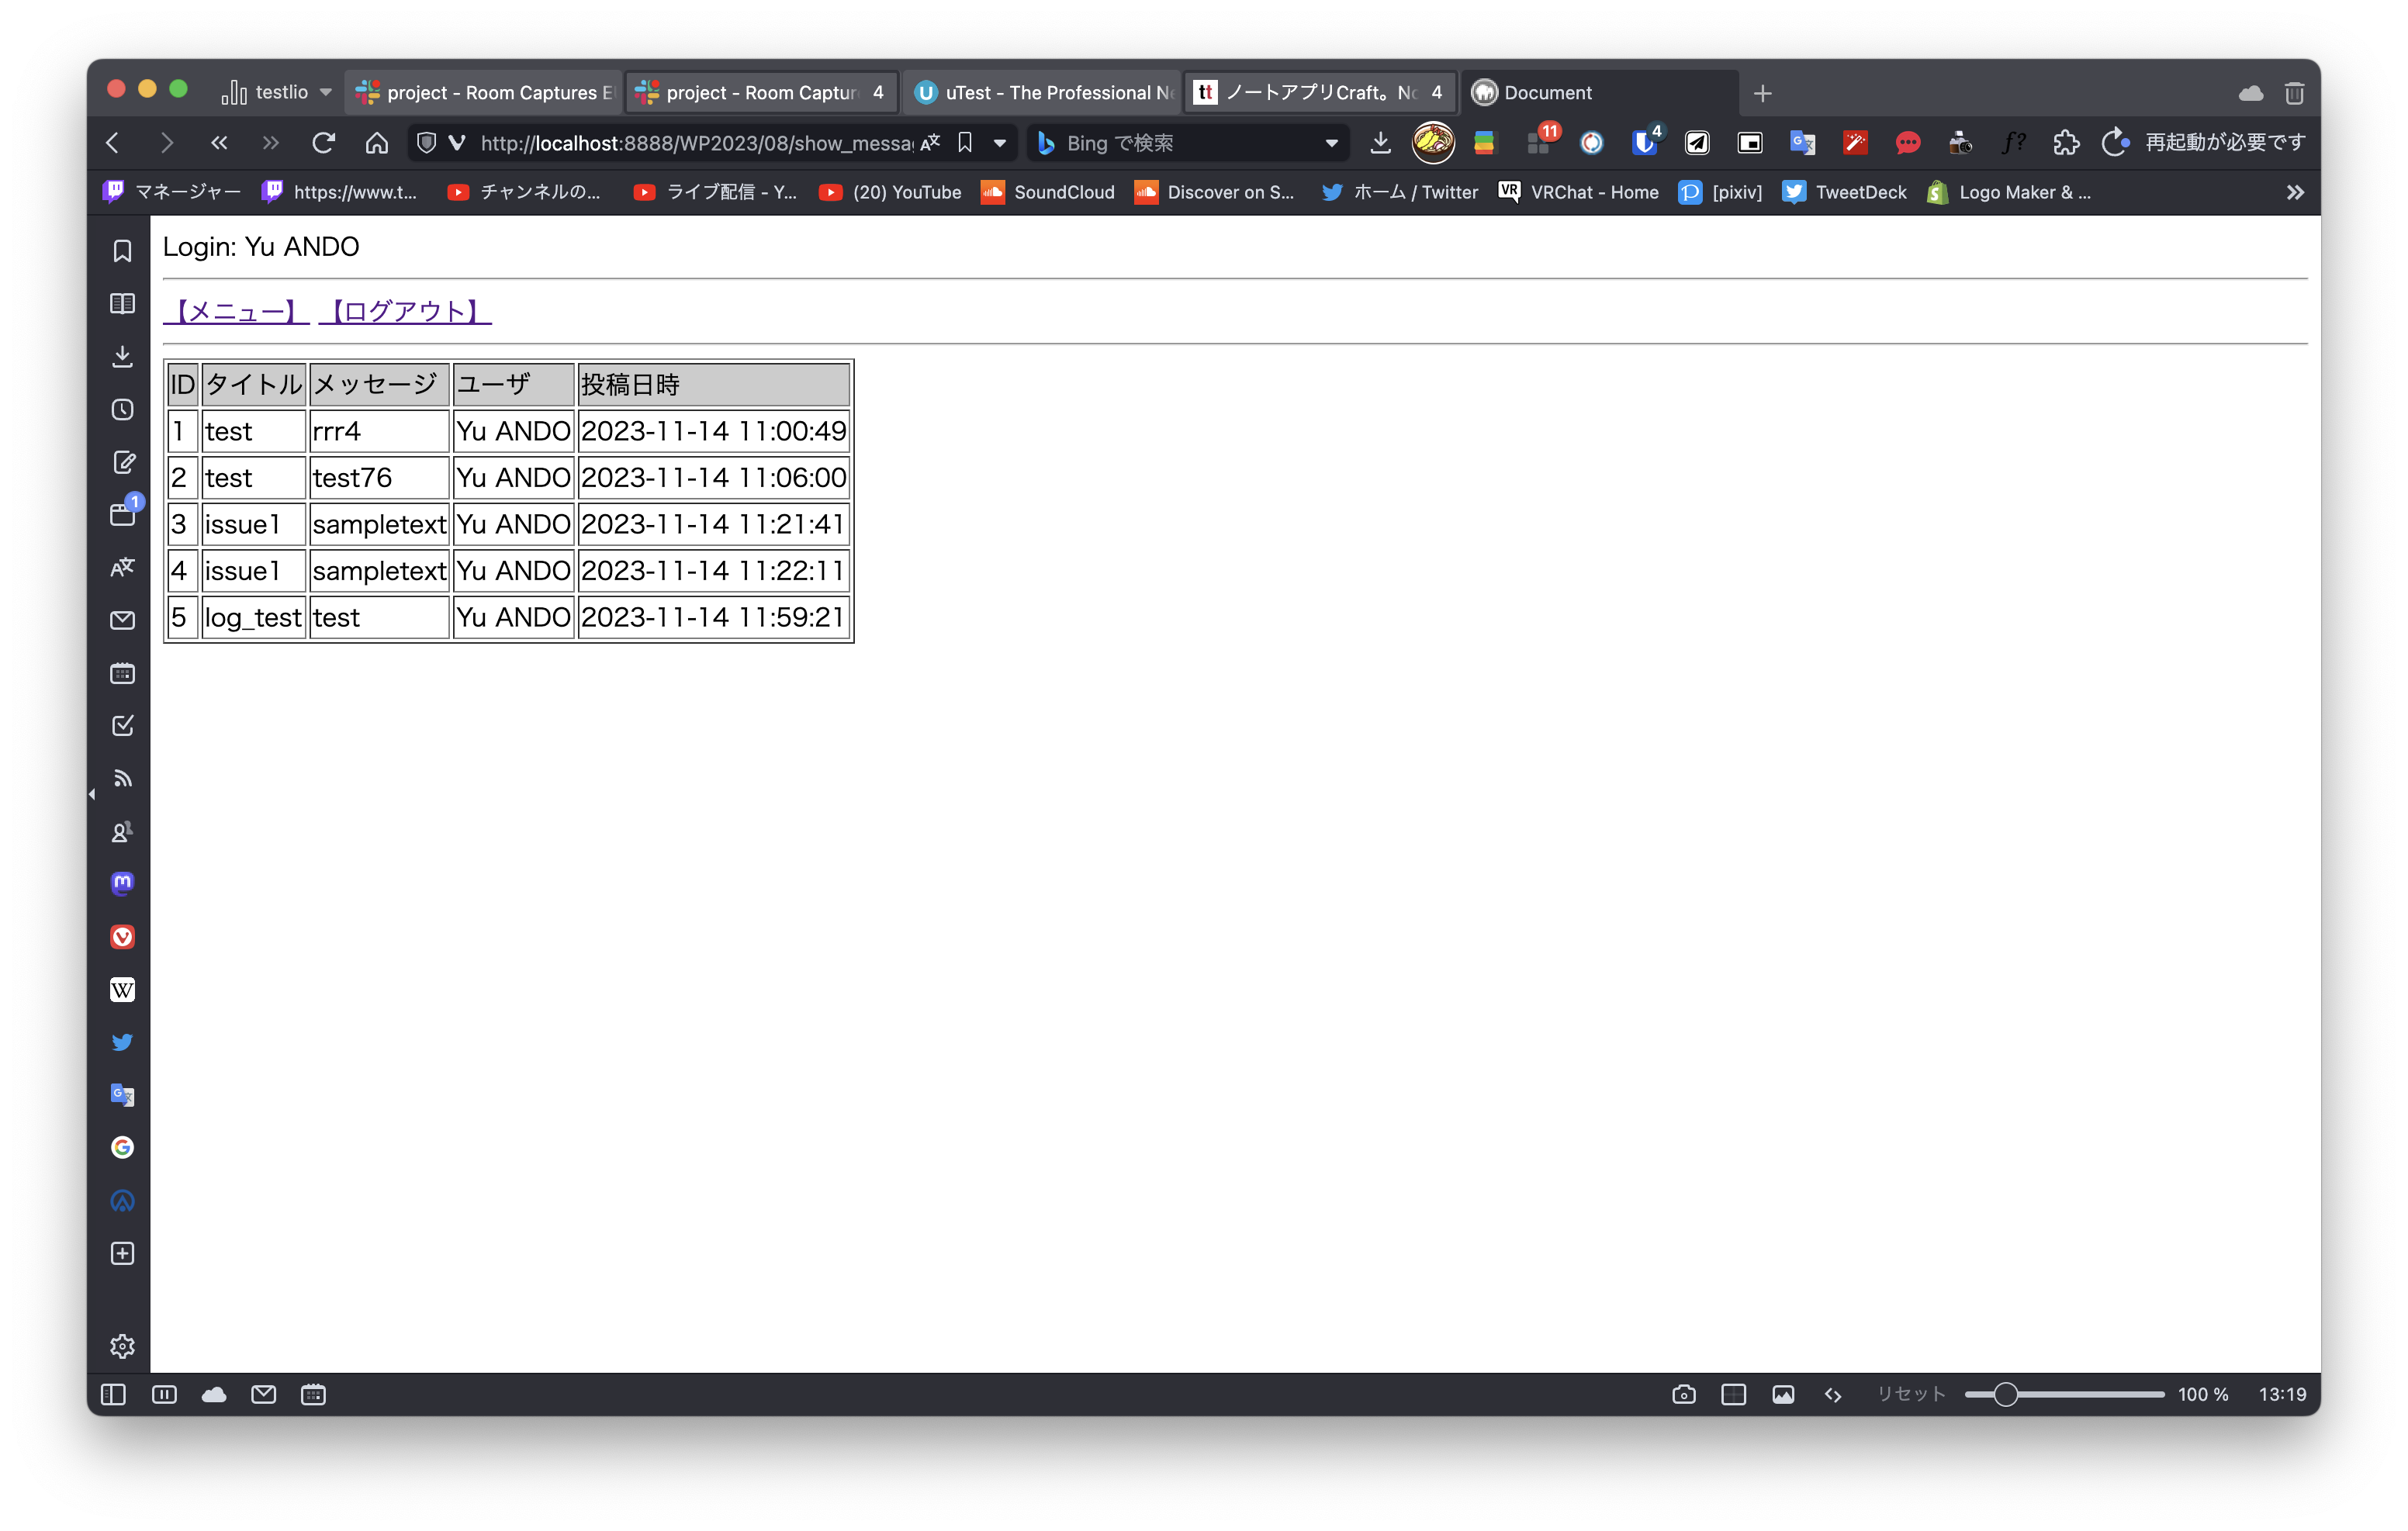 testlio
project - Room Captures
project - Room Captur 4
uTest - The Professional
ノートアプリCraft。 4
Document
http://localhost:8888/WP2023/08/show_messa
Bing で検索
11
4
再起動が必要です
マネージャー
https://www.t...
チャンネルの...
ライブ配信 - Y...
(20) YouTube
SoundCloud
Discover on S...
ホーム / Twitter
VR
VRChat - Home
[pixiv]
TweetDeck
Logo Maker & ...
Login: Yu ANDO
【メニュー】 【ログアウト】
ID タイトル メッセージ ユーザ 投稿日時
1 test rrr4 Yu ANDO 2023-11-14 11:00:49
2 test test76 Yu ANDO 2023-11-14 11:06:00
3 issue1 sampletext Yu ANDO 2023-11-14 11:21:41
4 issue1 sampletext Yu ANDO 2023-11-14 11:22:11
5 log_test test Yu ANDO 2023-11-14 11:59:21
1
リセット
100 %
13:19